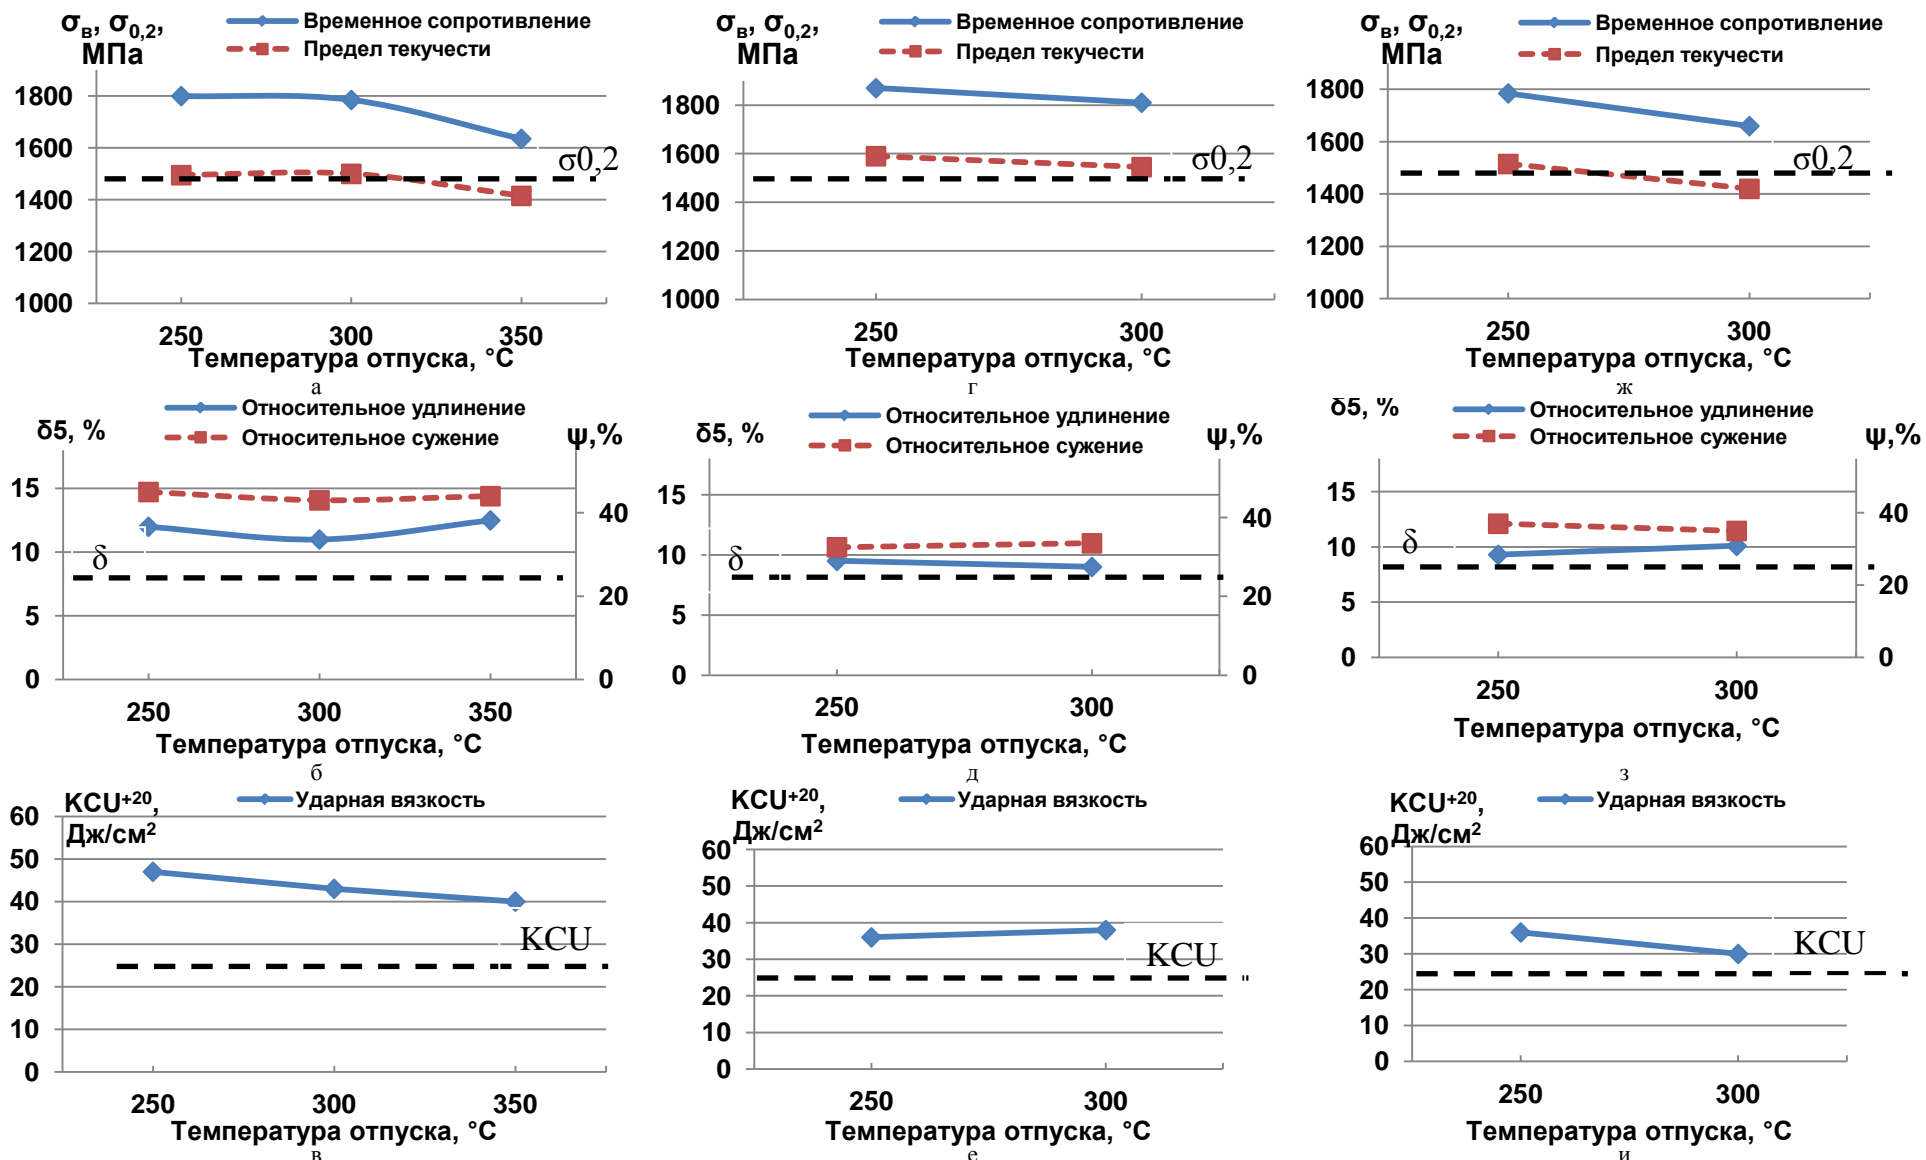 σв, σ0,2,
МПа
Временное сопротивление
Предел текучести
1800
1600
1400
1200
1000
σ0,2
250 300 350
Температура отпуска, °С
а
σв, σ0,2,
МПа
Временное сопротивление
Предел текучести
1800
1600
1400
1200
1000
σ0,2
250 300
Температура отпуска, °С
г
σв, σ0,2,
МПа
Временное сопротивление
Предел текучести
1800
1600
1400
1200
1000
σ0,2
250 300
Температура отпуска, °С
ж
Относительное удлинение
Относительное сужение
δ5, %
ψ,%
15
10
5
0
40
20
0
δ
250 300 350
Температура отпуска, °С
б
Относительное удлинение
Относительное сужение
δ5, %
ψ,%
15
10
5
0
40
20
0
δ
250 300
Температура отпуска, °С
д
Относительное удлинение
Относительное сужение
δ5, %
ψ,%
15
10
5
0
40
20
0
δ
250 300
Температура отпуска, °С
з
KCU+20,
Дж/см2
Ударная вязкость
60
50
40
30
20
10
0
KCU
250 300 350
Температура отпуска, °С
в
KCU+20,
Дж/см2
Ударная вязкость
60
50
40
30
20
10
0
KCU
250 300
Температура отпуска, °С
е
KCU+20,
Дж/см2
Ударная вязкость
60
50
40
30
20
10
0
KCU
250 300
Температура отпуска, °С
и